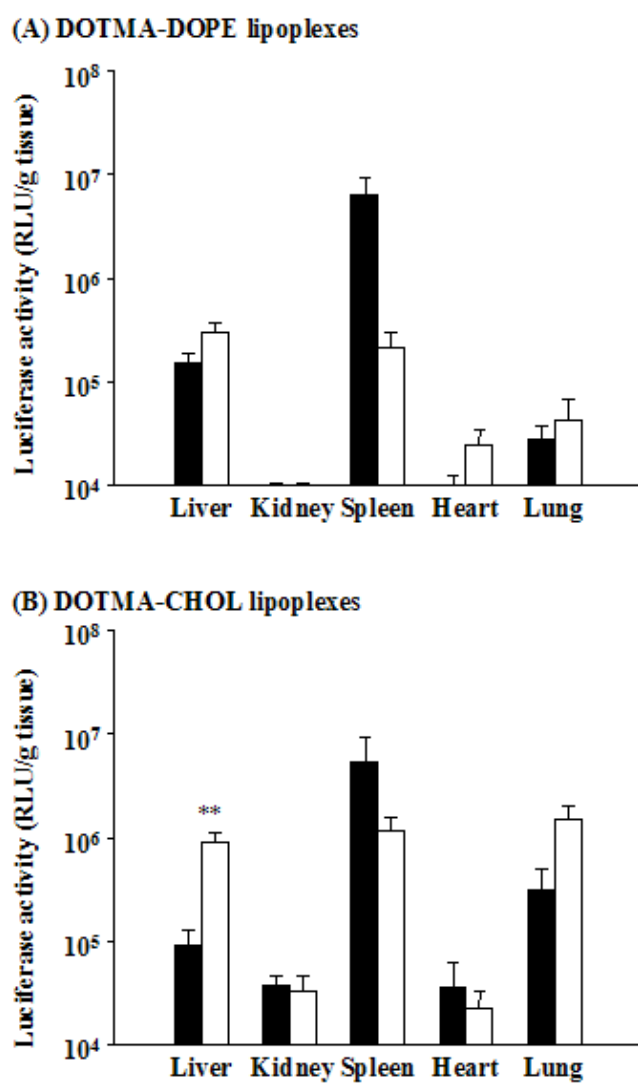 (A) DOTMA-DOPE lipoplexes
Luciferase activity (RLU/g tissue)
10⁸
10⁷
10⁶
10⁵
10⁴
Liver Kidney Spleen Heart Lung
(B) DOTMA-CHOL lipoplexes
Luciferase activity (RLU/g tissue)
10⁸
10⁷
**
10⁶
10⁵
10⁴
Liver Kidney Spleen Heart Lung